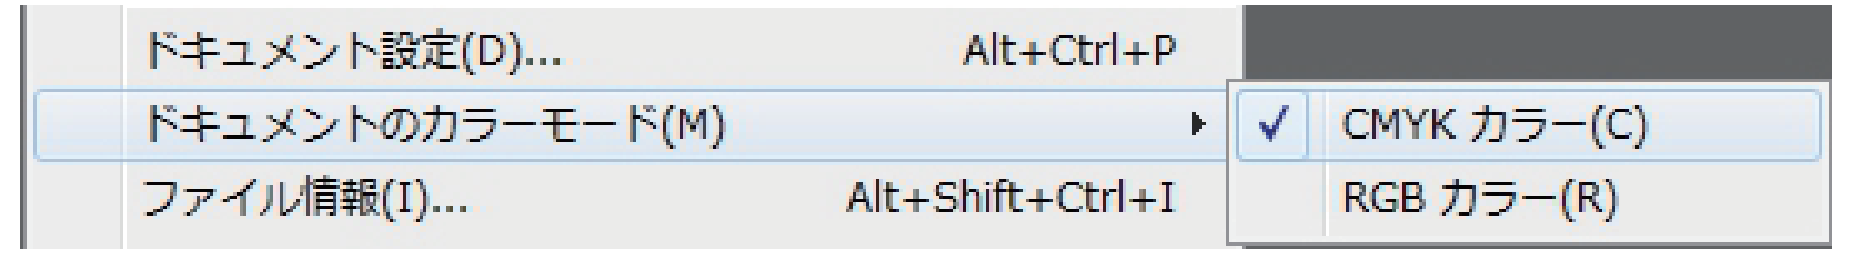 ドキュメント設定(D)... Alt+Ctrl+P
ドキュメントのカラーモード(M)
ファイル情報(I)... Alt+Shift+Ctrl+I
CMYK カラー(C)
RGB カラー(R)